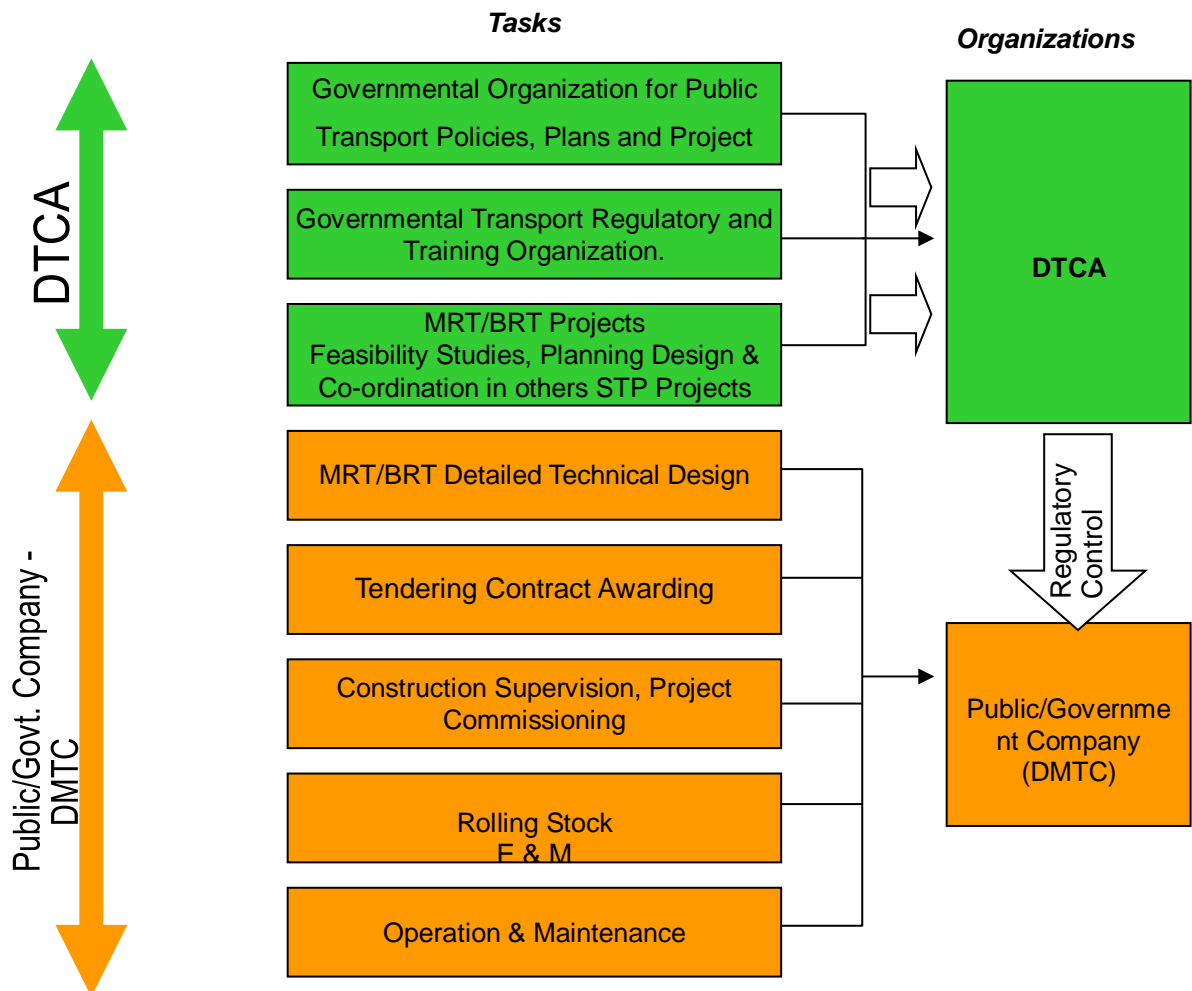 Tasks
Organizations
DTCA
Governmental Organization for Public
Transport Policies, Plans and Project
Governmental Transport Regulatory and
Training Organization.
MRT/BRT Projects
Feasibility Studies, Planning Design &
Co-ordination in others STP Projects
DTCA
Regulatory
Control
Public/Govt. Company -
DMTC
MRT/BRT Detailed Technical Design
Tendering Contract Awarding
Construction Supervision, Project
Commissioning
Rolling Stock
E & M
Operation & Maintenance
Public/Governme
nt Company
(DMTC)